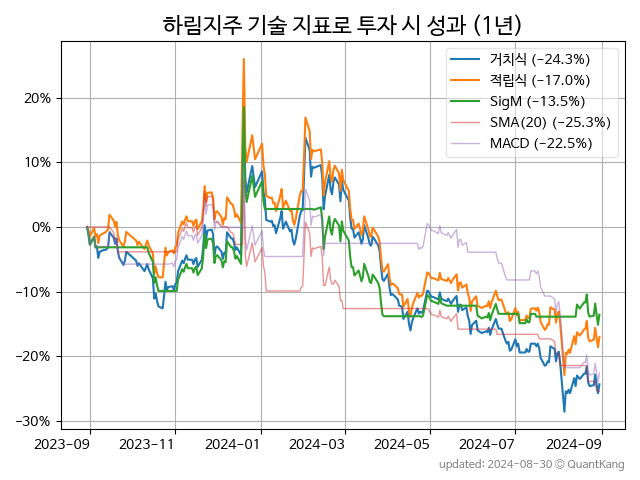 하림지주 기술 지표로 투자 시 성과 (1년)
거치식 (−24.3%)
적립식 (−17.0%)
SigM (−13.5%)
SMA(20) (−25.3%)
MACD (−22.5%)
20%
10%
0%
−10%
−20%
−30%
2023-09 2023-11 2024-01 2024-03 2024-05 2024-07 2024-09
updated: 2024-08-30 © QuantKang